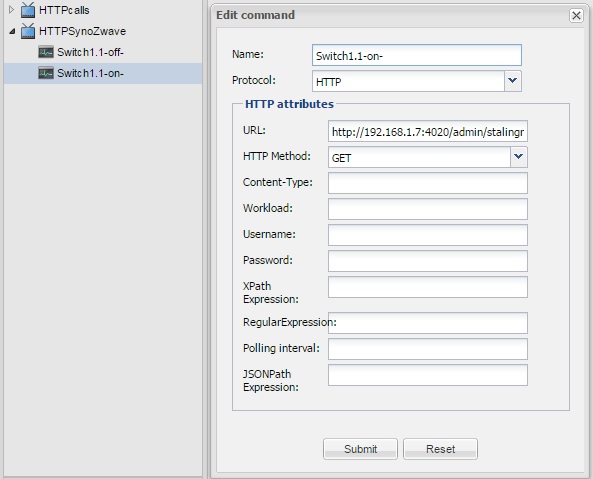 HTTPcalls
HTTPSynoZwave
Switch1.1-off-
Switch1.1-on-
Edit command
Name: Switch1.1-on-
Protocol: HTTP
HTTP attributes
URL: http://192.168.1.7:4020/admin/stalingr
HTTP Method: GET
Content-Type:
Workload:
Username:
Password:
XPath
Expression:
RegularExpression:
Polling interval:
JSONPath
Expression:
Submit Reset